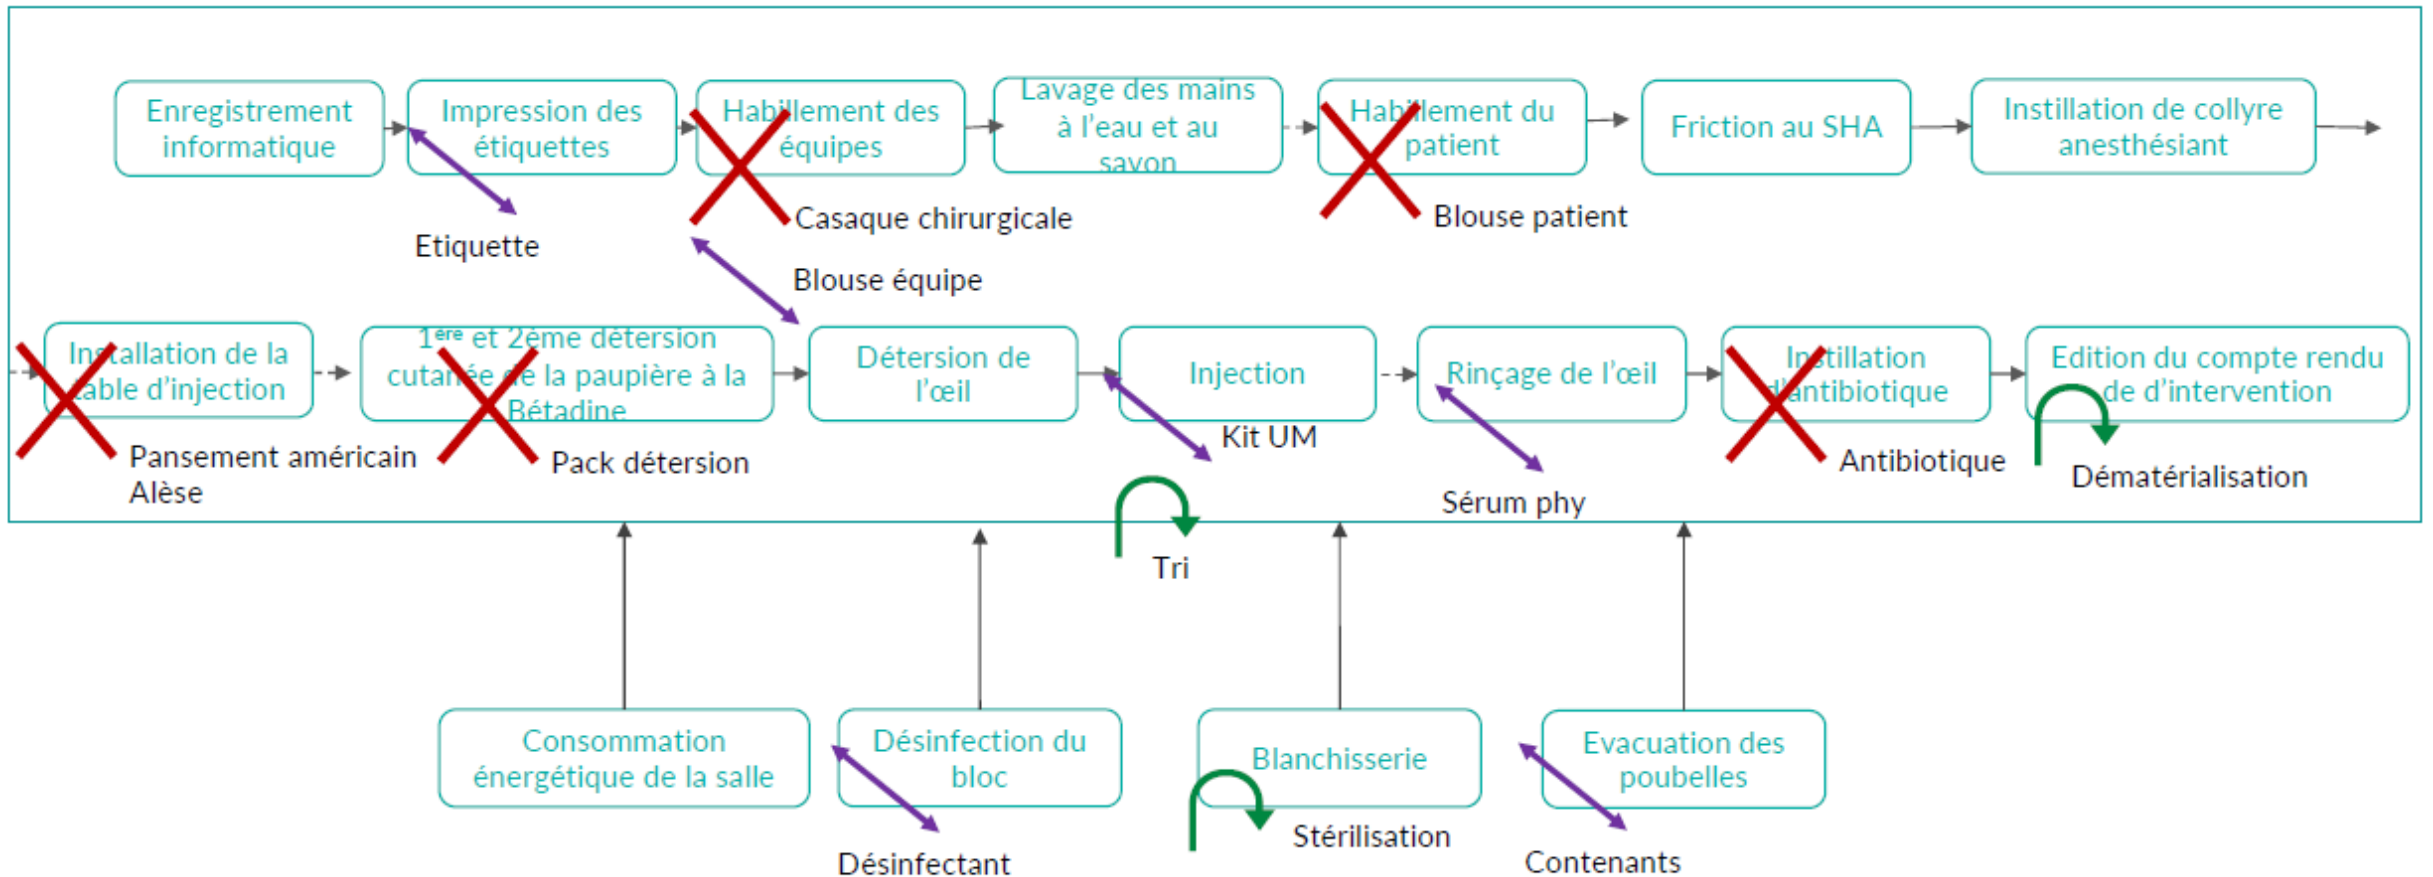 Enregistrement
informatique
Impression des
étiquettes
Habillement des
équipes
Lavage des mains
à l'eau et au
savon
Habillement du
patient
Friction au SHA
Instillation de collyre
anesthésiant
Etiquette
Casaque chirurgicale
Blouse équipe
Blouse patient
Installation de la
table d'injection
1ere et 2ème détersion
cutanée de la paupière à la
Bétadine
Détersion de
l'œil
Injection
Rinçage de l'œil
Instillation
d'antibiotique
Edition du compte rendu
de d'intervention
Pansement américain
Alèse
Pack détersion
Kit UM
Sérum phy
Antibiotique
Dématérialisation
Tri
Consommation
énergétique de la salle
Désinfection du
bloc
Blanchisserie
Evacuation des
poubelles
Désinfectant
Stérilisation
Contenants